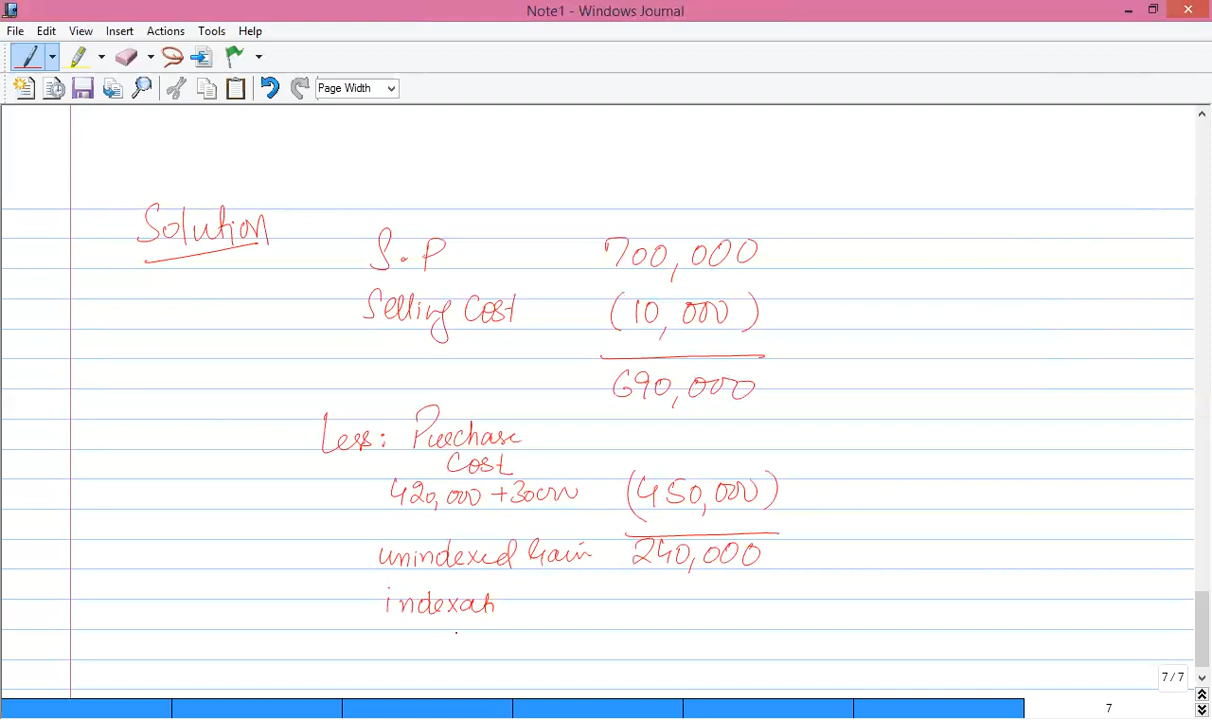 Note1 - Windows Journal
File Edit View Insert Actions Tools Help
Page Width
Solution
S.P 700,000
Selling Cost (10,000)
690,000
Less: Purchase
Cost
420,000 + 30000 (450,000)
unindexed Gain 240,000
indexat
7 / 7
7